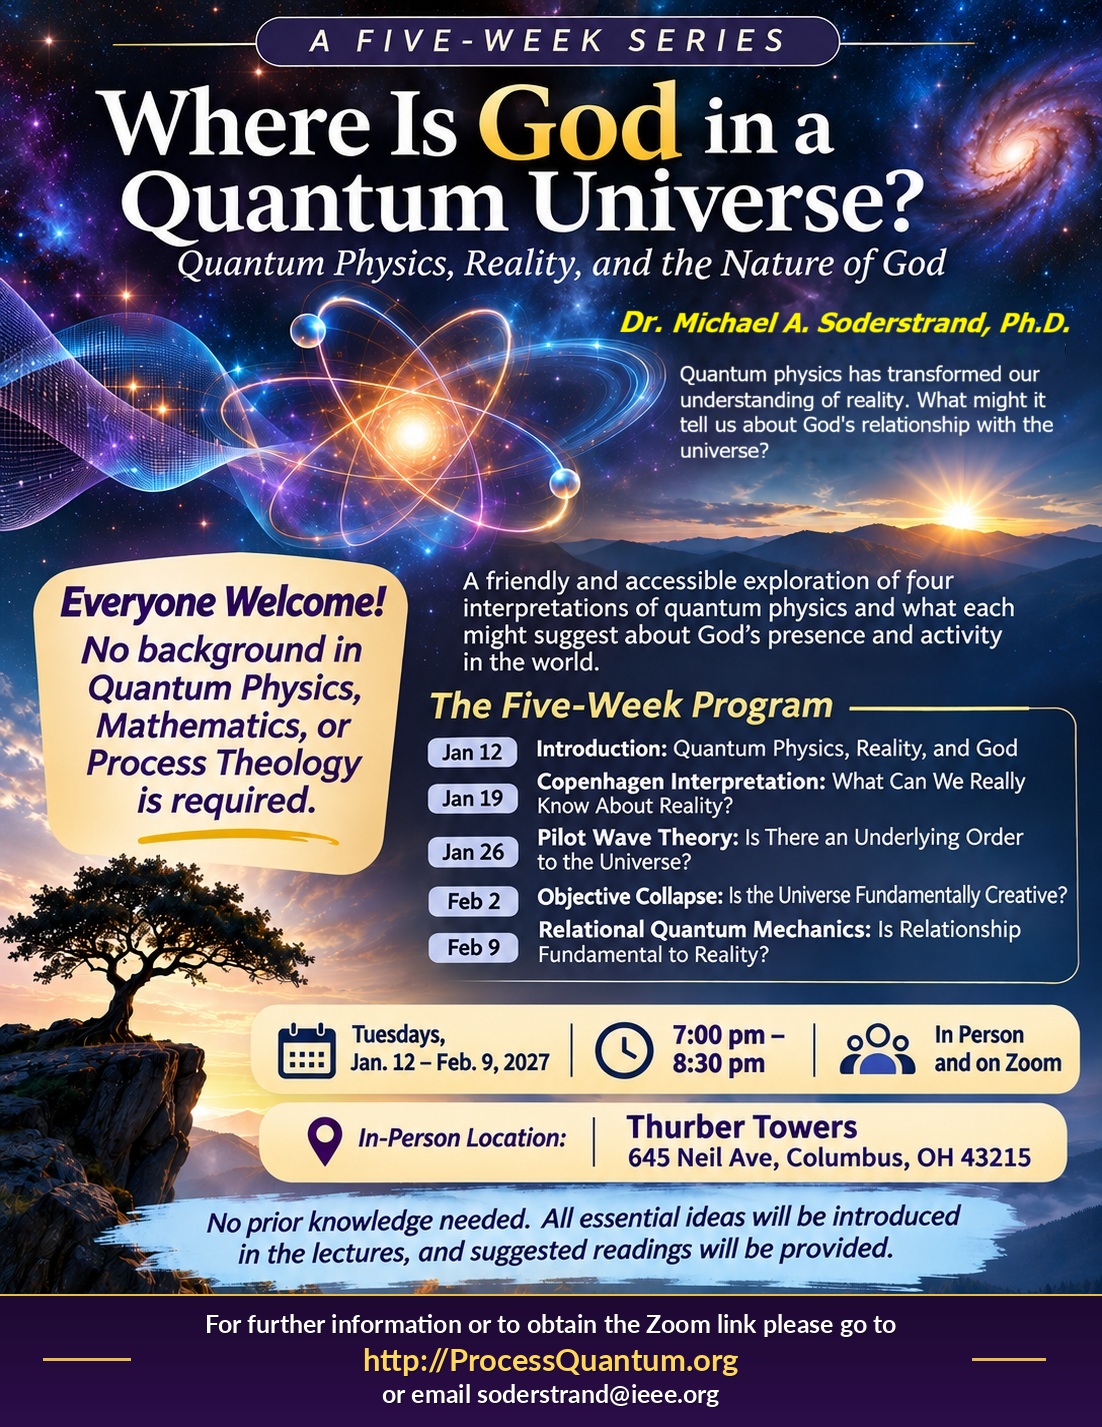 A FIVE-WEEK SERIES
Where Is God in a
Quantum Universe?
Quantum Physics, Reality, and the Nature of God
Dr. Michael A. Soderstrand, Ph.D.
Quantum physics has transformed our
understanding of reality. What might it
tell us about God's relationship with the
universe?
Everyone Welcome!
No background in
Quantum Physics,
Mathematics, or
Process Theology
is required.
A friendly and accessible exploration of four
interpretations of quantum physics and what each
might suggest about God’s presence and activity
in the world.
The Five-Week Program
Jan 12 Introduction: Quantum Physics, Reality, and God
Jan 19 Copenhagen Interpretation: What Can We Really
Know About Reality?
Jan 26 Pilot Wave Theory: Is There an Underlying Order
to the Universe?
Feb 2 Objective Collapse: Is the Universe Fundamentally Creative?
Feb 9 Relational Quantum Mechanics: Is Relationship
Fundamental to Reality?
Tuesdays,
Jan. 12 – Feb. 9, 2027
7:00 pm –
8:30 pm
In Person
and on Zoom
In-Person Location:
Thurber Towers
645 Neil Ave, Columbus, OH 43215
No prior knowledge needed. All essential ideas will be introduced
in the lectures, and suggested readings will be provided.
For further information or to obtain the Zoom link please go to
http://ProcessQuantum.org
or email soderstrand@ieee.org